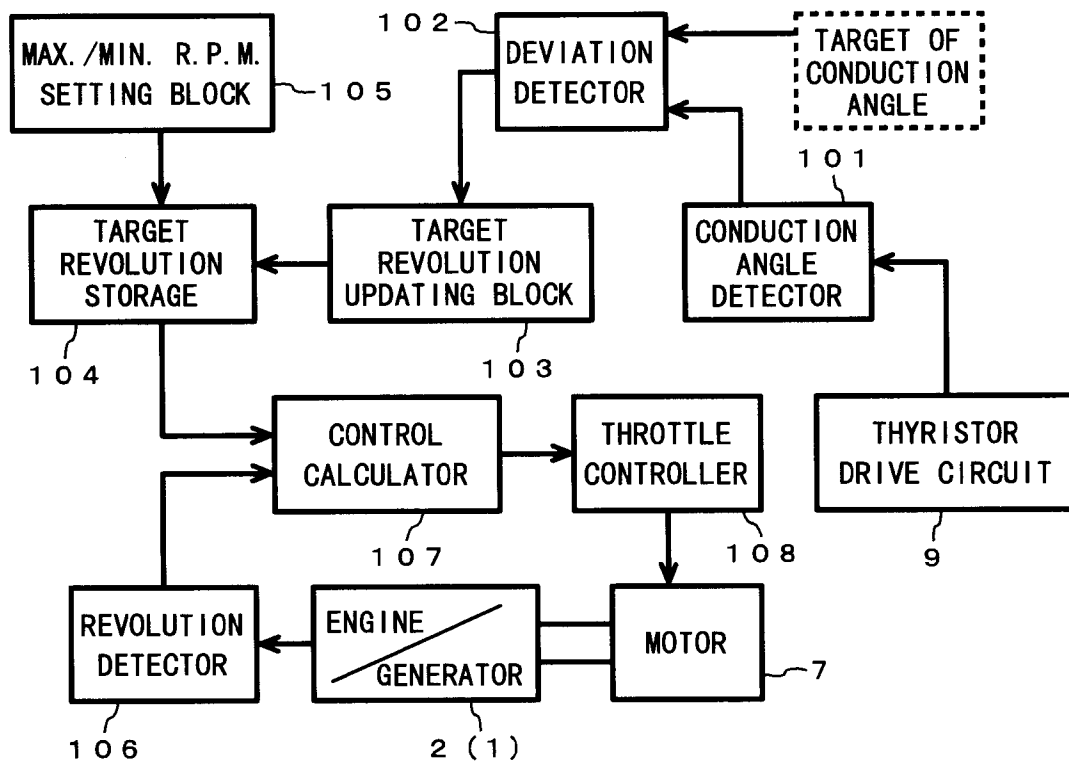 MAX./MIN. R.P.M.
SETTING BLOCK
105
102
DEVIATION
DETECTOR
TARGET OF
CONDUCTION
ANGLE
101
TARGET
REVOLUTION
STORAGE
104
TARGET
REVOLUTION
UPDATING BLOCK
103
CONDUCTION
ANGLE
DETECTOR
CONTROL
CALCULATOR
107
THROTTLE
CONTROLLER
108
THYRISTOR
DRIVE CIRCUIT
9
REVOLUTION
DETECTOR
106
ENGINE
GENERATOR
2 (1)
MOTOR
7